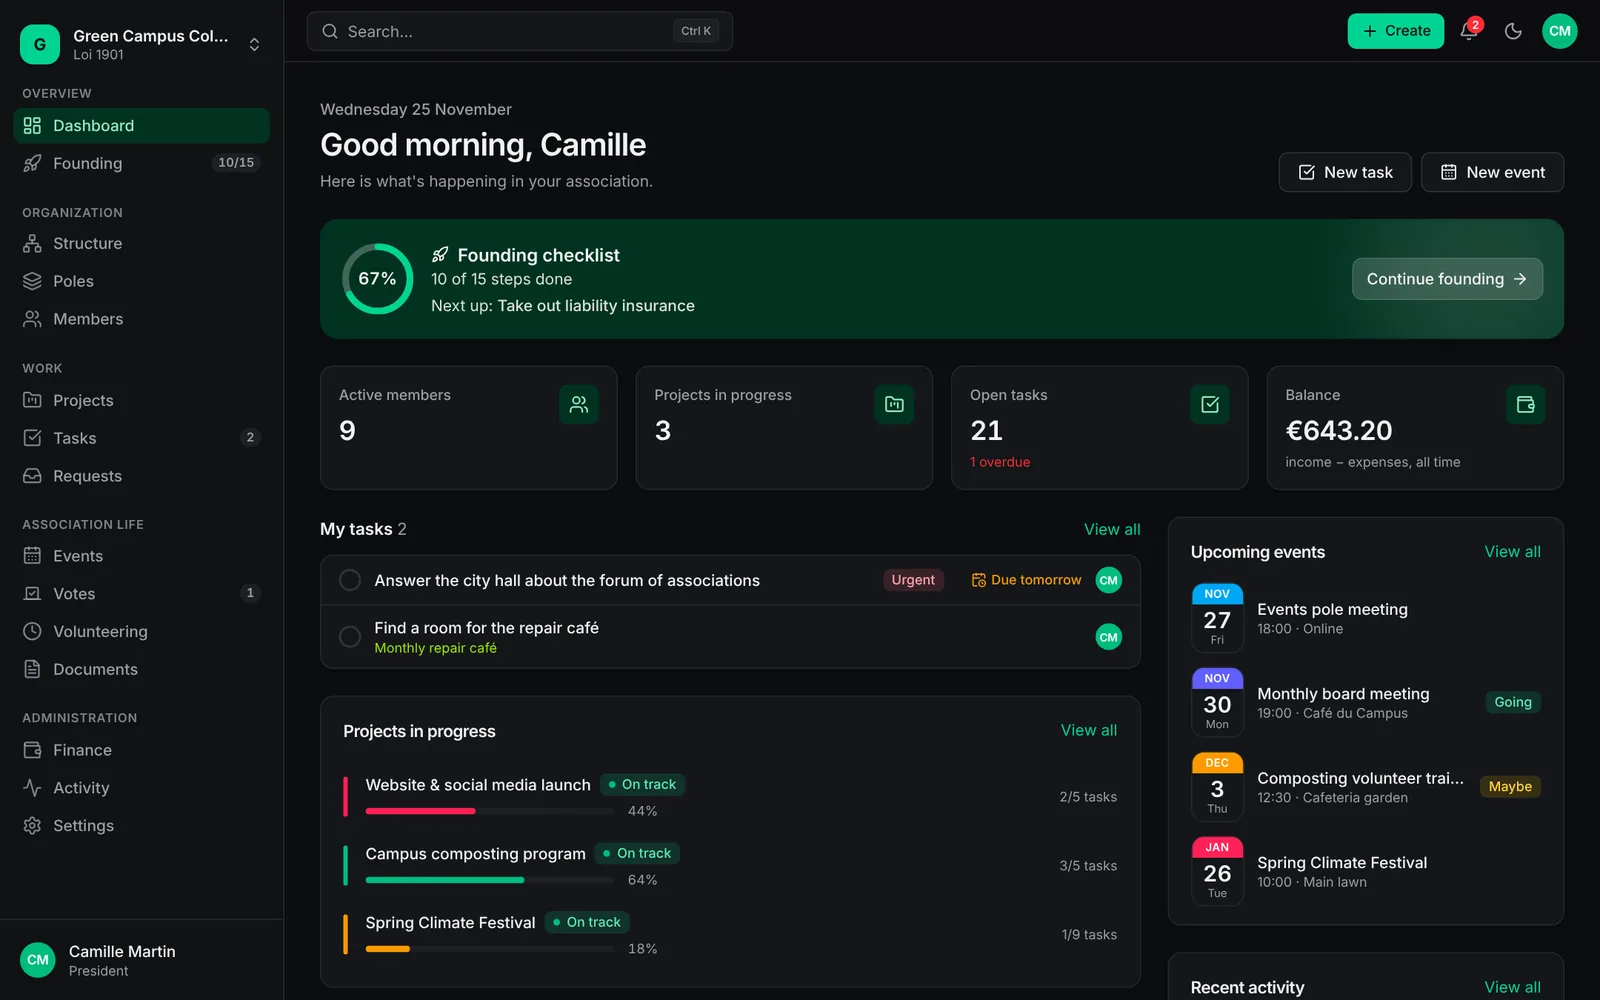 G
Green Campus Col...
Loi 1901
OVERVIEW
Dashboard
Founding
10/15
ORGANIZATION
Structure
Poles
Members
WORK
Projects
Tasks
2
Requests
ASSOCIATION LIFE
Events
Votes
1
Volunteering
Documents
ADMINISTRATION
Finance
Activity
Settings
CM
Camille Martin
President
Search...
Ctrl K
Create
2
CM
Wednesday 25 November
Good morning, Camille
Here is what's happening in your association.
New task
New event
67%
Founding checklist
10 of 15 steps done
Next up: Take out liability insurance
Continue founding
Active members
9
Projects in progress
3
Open tasks
21
1 overdue
Balance
€643.20
income – expenses, all time
My tasks 2
View all
Answer the city hall about the forum of associations
Urgent
Due tomorrow
CM
Find a room for the repair café
Monthly repair café
CM
Projects in progress
View all
Website & social media launch
On track
44%
2/5 tasks
Campus composting program
On track
64%
3/5 tasks
Spring Climate Festival
On track
18%
1/9 tasks
Upcoming events
View all
NOV
27
Fri
Events pole meeting
18:00 · Online
NOV
30
Mon
Monthly board meeting
19:00 · Café du Campus
Going
DEC
3
Thu
Composting volunteer trai...
12:30 · Cafeteria garden
Maybe
JAN
26
Tue
Spring Climate Festival
10:00 · Main lawn
Recent activity
View all